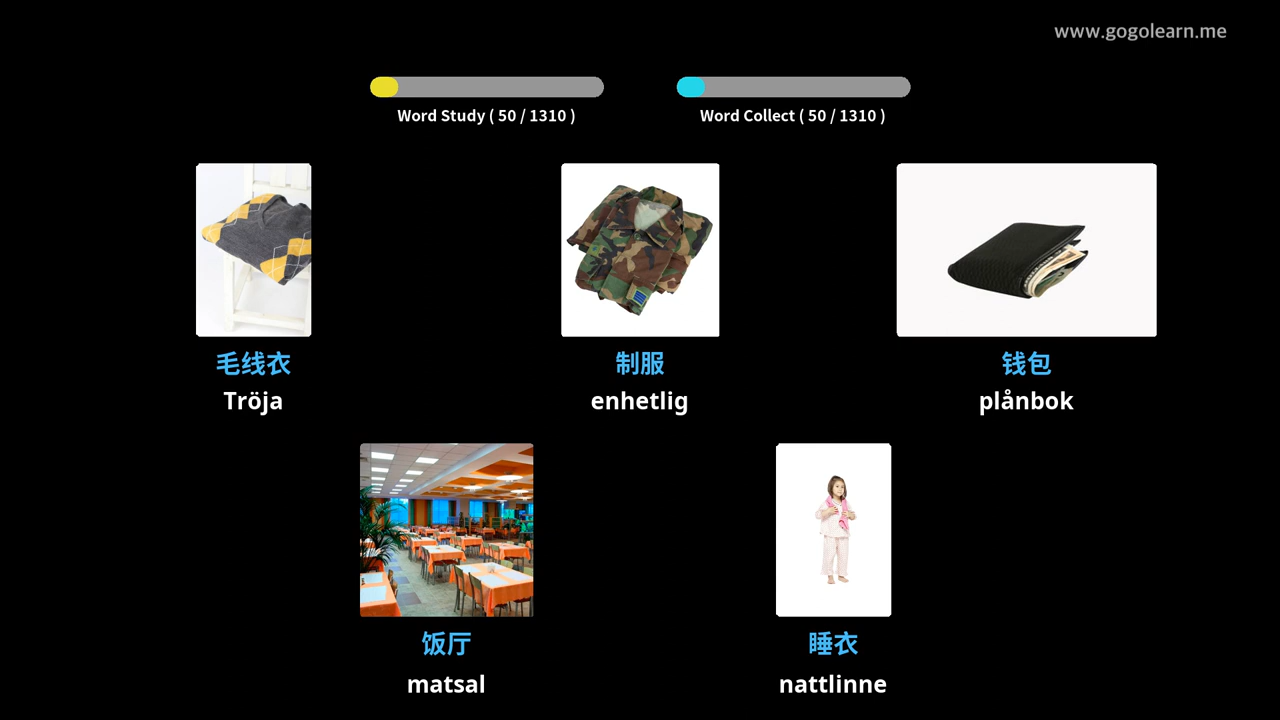 www.gogolearn.me
Word Study ( 50 / 1310 )
Word Collect ( 50 / 1310 )
毛线衣
Tröja
制服
enhetlig
钱包
plånbok
饭厅
matsal
睡衣
nattlinne